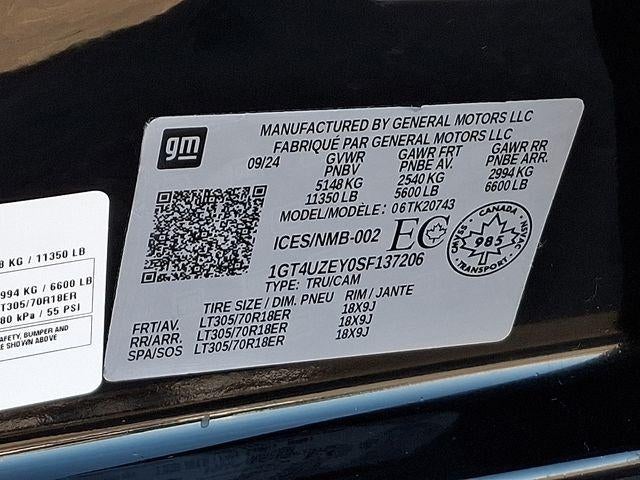 gm
MANUFACTURED BY GENERAL MOTORS LLC
FABRIQUÉ PAR GENERAL MOTORS LLC
09/24 GVWR GAWR FRT GAWR RR
PNBV PNBE AV. PNBE ARR.
5148 KG 2540 KG 2994 KG
11350 LB 5600 LB 6600 LB
MODEL/MODÈLE: 06TK20743
ICES/NMB-002 EC
CANADA
985
TRANSPORT
1GT4UZEY0SF137206
TYPE: TRU/CAM
TIRE SIZE / DIM. PNEU RIM / JANTE
FRT/AV. LT305/70R18ER 18X9J
RR/ARR. LT305/70R18ER 18X9J
SPA/SOS LT305/70R18ER 18X9J
KG / 11350 LB
994 KG / 6600 LB
LT305/70R18ER
80 kPa / 55 PSI
AFETY, BUMPER AND
E SHOWN ABOVE